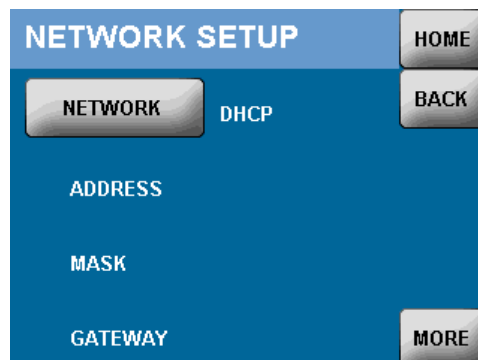 NETWORK SETUP
HOME
NETWORK
DHCP
BACK
ADDRESS
MASK
GATEWAY
MORE